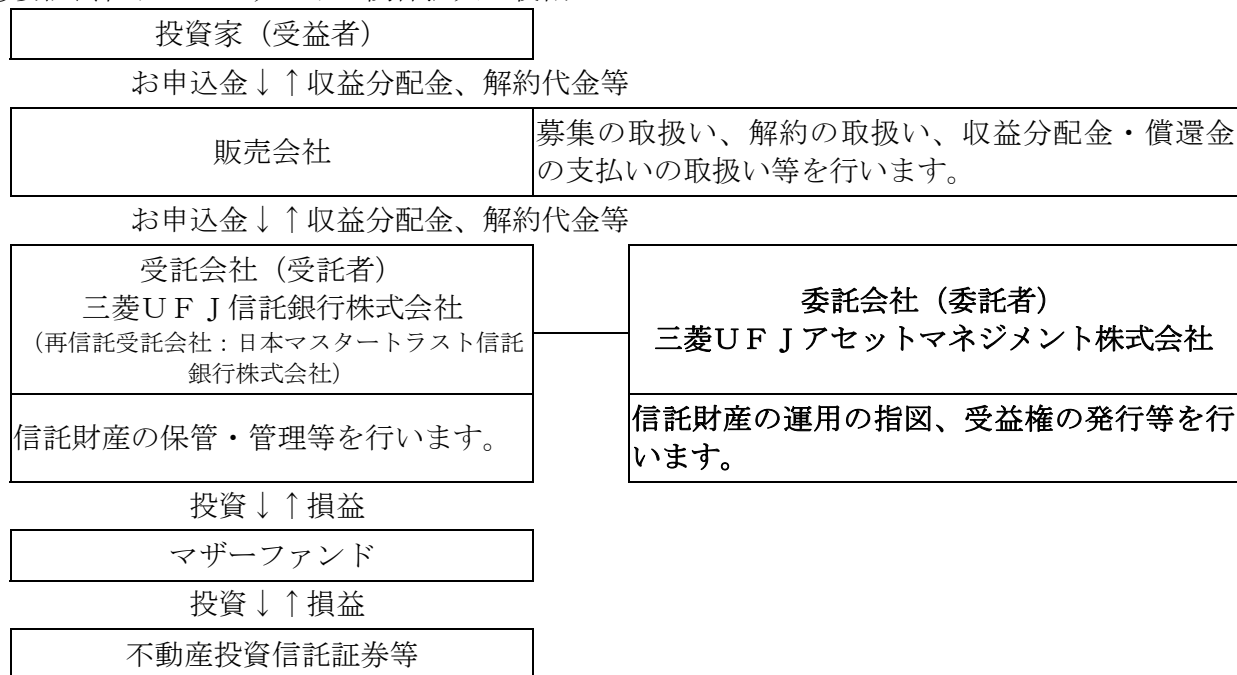 投資家（受益者）
お申込金↓↑収益分配金、解約代金等
販売会社
募集の取扱い、解約の取扱い、収益分配金・償還金
の支払いの取扱い等を行います。
お申込金↓↑収益分配金、解約代金等
受託会社（受託者）
三菱ＵＦＪ信託銀行株式会社
（再信託受託会社：日本マスタートラスト信託
銀行株式会社）
委託会社（委託者）
三菱ＵＦＪアセットマネジメント株式会社
信託財産の保管・管理等を行います。
信託財産の運用の指図、受益権の発行等を行
います。
投資↓↑損益
マザーファンド
投資↓↑損益
不動産投資信託証券等